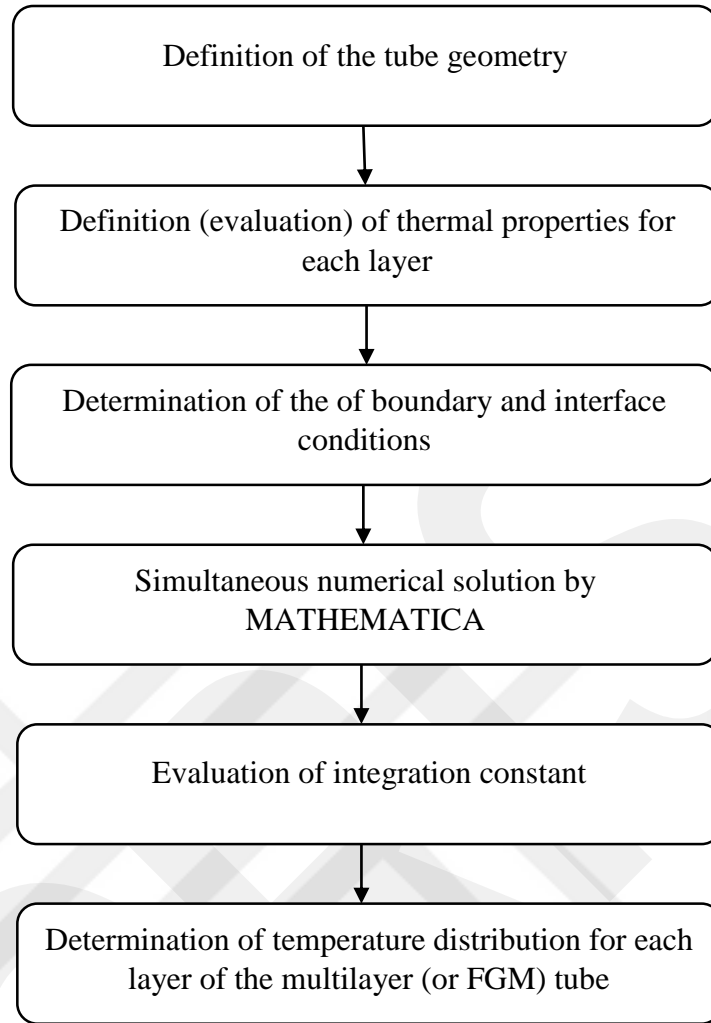 Definition of the tube geometry
Definition (evaluation) of thermal properties for
each layer
Determination of the of boundary and interface
conditions
Simultaneous numerical solution by
MATHEMATICA
Evaluation of integration constant
Determination of temperature distribution for each
layer of the multilayer (or FGM) tube